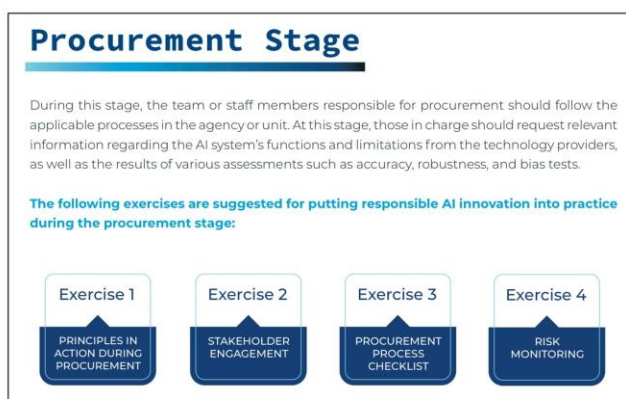 Procurement Stage
During this stage, the team or staff members responsible for procurement should follow the
applicable processes in the agency or unit. At this stage, those in charge should request relevant
information regarding the AI system's functions and limitations from the technology providers,
as well as the results of various assessments such as accuracy, robustness, and bias tests.
The following exercises are suggested for putting responsible AI innovation into practice
during the procurement stage:
Exercise 1
PRINCIPLES IN
ACTION DURING
PROCUREMENT
Exercise 2
STAKEHOLDER
ENGAGEMENT
Exercise 3
PROCUREMENT
PROCESS
CHECKLIST
Exercise 4
RISK
MONITORING